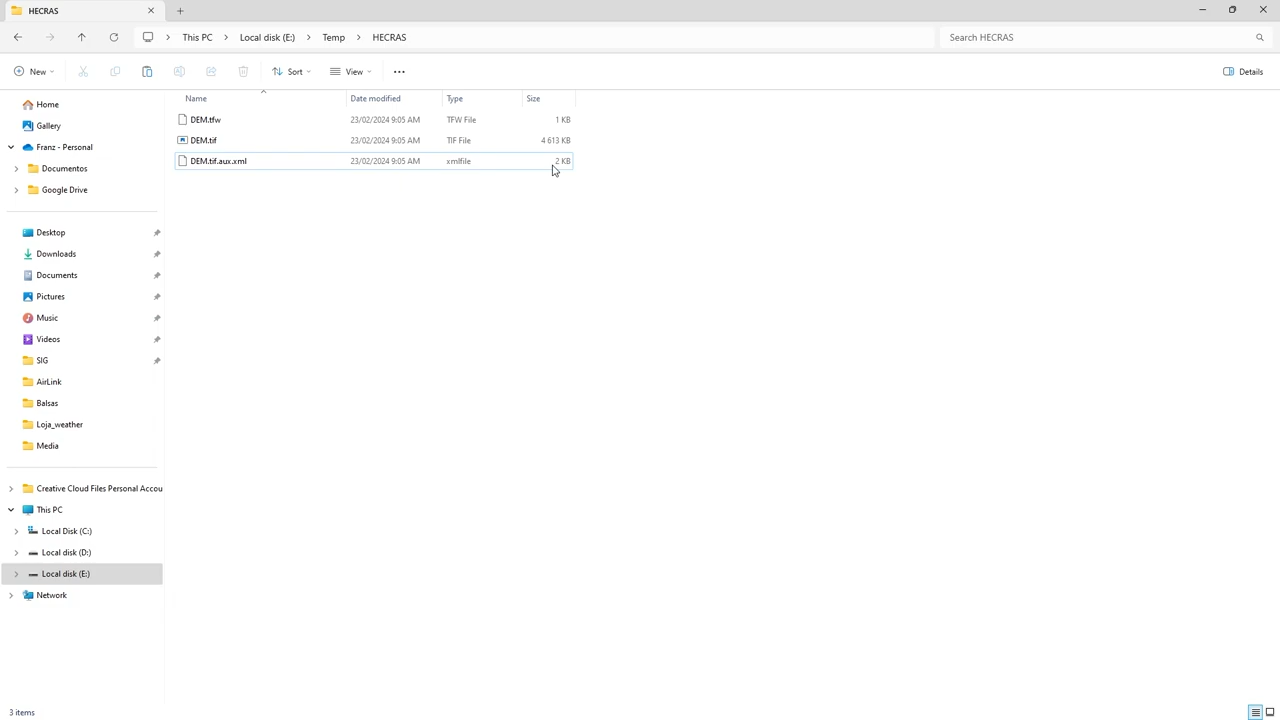 HECRAS
This PC > Local disk (E:) > Temp > HECRAS
Search HECRAS
New
Sort
View
Details
Name Date modified Type Size
DEM.tfw 23/02/2024 9:05 AM TFW File 1 KB
DEM.tif 23/02/2024 9:05 AM TIF File 4 613 KB
DEM.tif.aux.xml 23/02/2024 9:05 AM xmlfile 2 KB
Home
Gallery
Franz - Personal
Documentos
Google Drive
Desktop
Downloads
Documents
Pictures
Music
Videos
SIG
AirLink
Balsas
Loja_weather
Media
Creative Cloud Files Personal Accou
This PC
Local Disk (C:)
Local disk (D:)
Local disk (E:)
Network
3 items